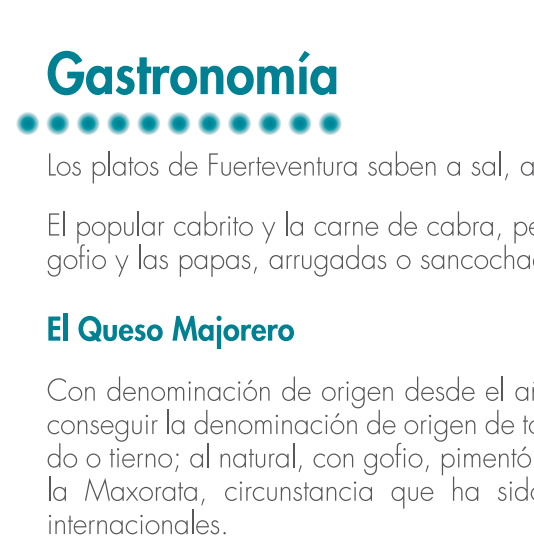 Gastronomía
Los platos de Fuerteventura saben a sal, a
El popular cabrito y la carne de cabra, pe
gofio y las papas, arrugadas o sancocha
El Queso Majorero
Con denominación de origen desde el a
conseguir la denominación de origen de to
do o tierno; al natural, con gofio, pimentó
la Maxorata, circunstancia que ha sido
internacionales.